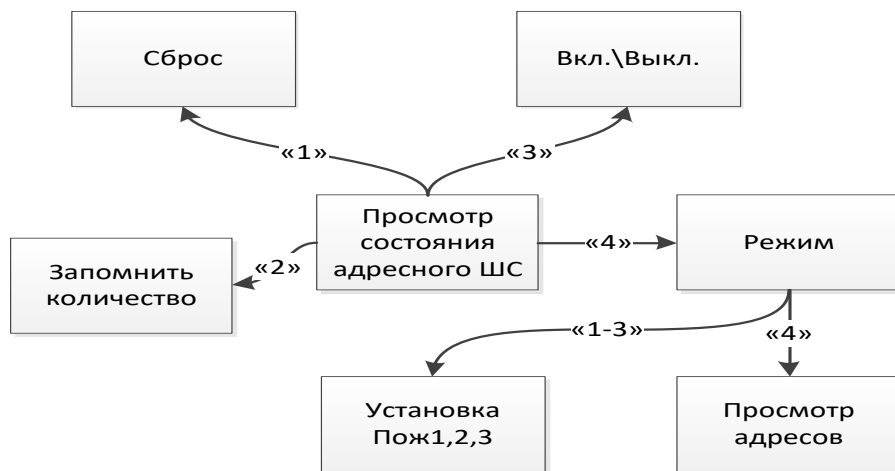 Сброс
Вкл.\Выкл.
«1»
«3»
Просмотр
состояния
адресного ШС
«4»
Режим
«2»
Запомнить
количество
«1-3»
«4»
Установка
Пож1,2,3
Просмотр
адресов